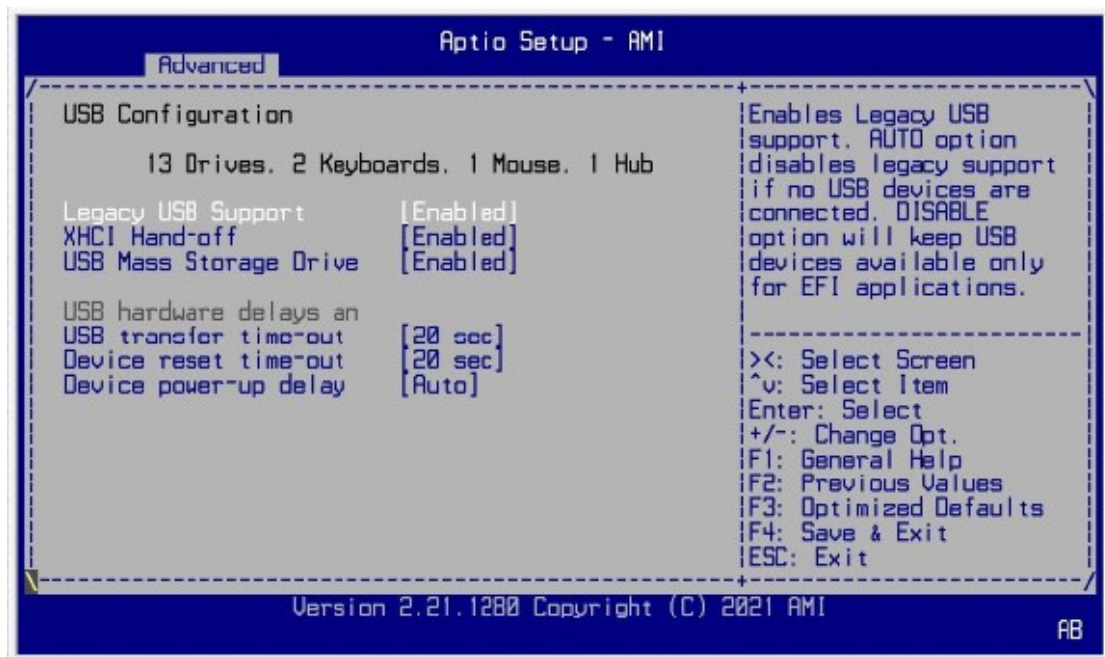 Aptio Setup - AMI
Advanced
USB Configuration
13 Drives, 2 Keyboards, 1 Mouse, 1 Hub
Legacy USB Support [Enabled]
XHCI Hand-off [Enabled]
USB Mass Storage Drive [Enabled]
USB hardware delays an
USB transfer time-out [20 sec]
Device reset time-out [20 sec]
Device power-up delay [Auto]
Enables Legacy USB
support. AUTO option
disables legacy support
if no USB devices are
connected. DISABLE
option will keep USB
devices available only
for EFI applications.
><: Select Screen
^v: Select Item
Enter: Select
+/-: Change Opt.
F1: General Help
F2: Previous Values
F3: Optimized Defaults
F4: Save & Exit
ESC: Exit
Version 2.21.1280 Copyright (C) 2021 AMI
AB